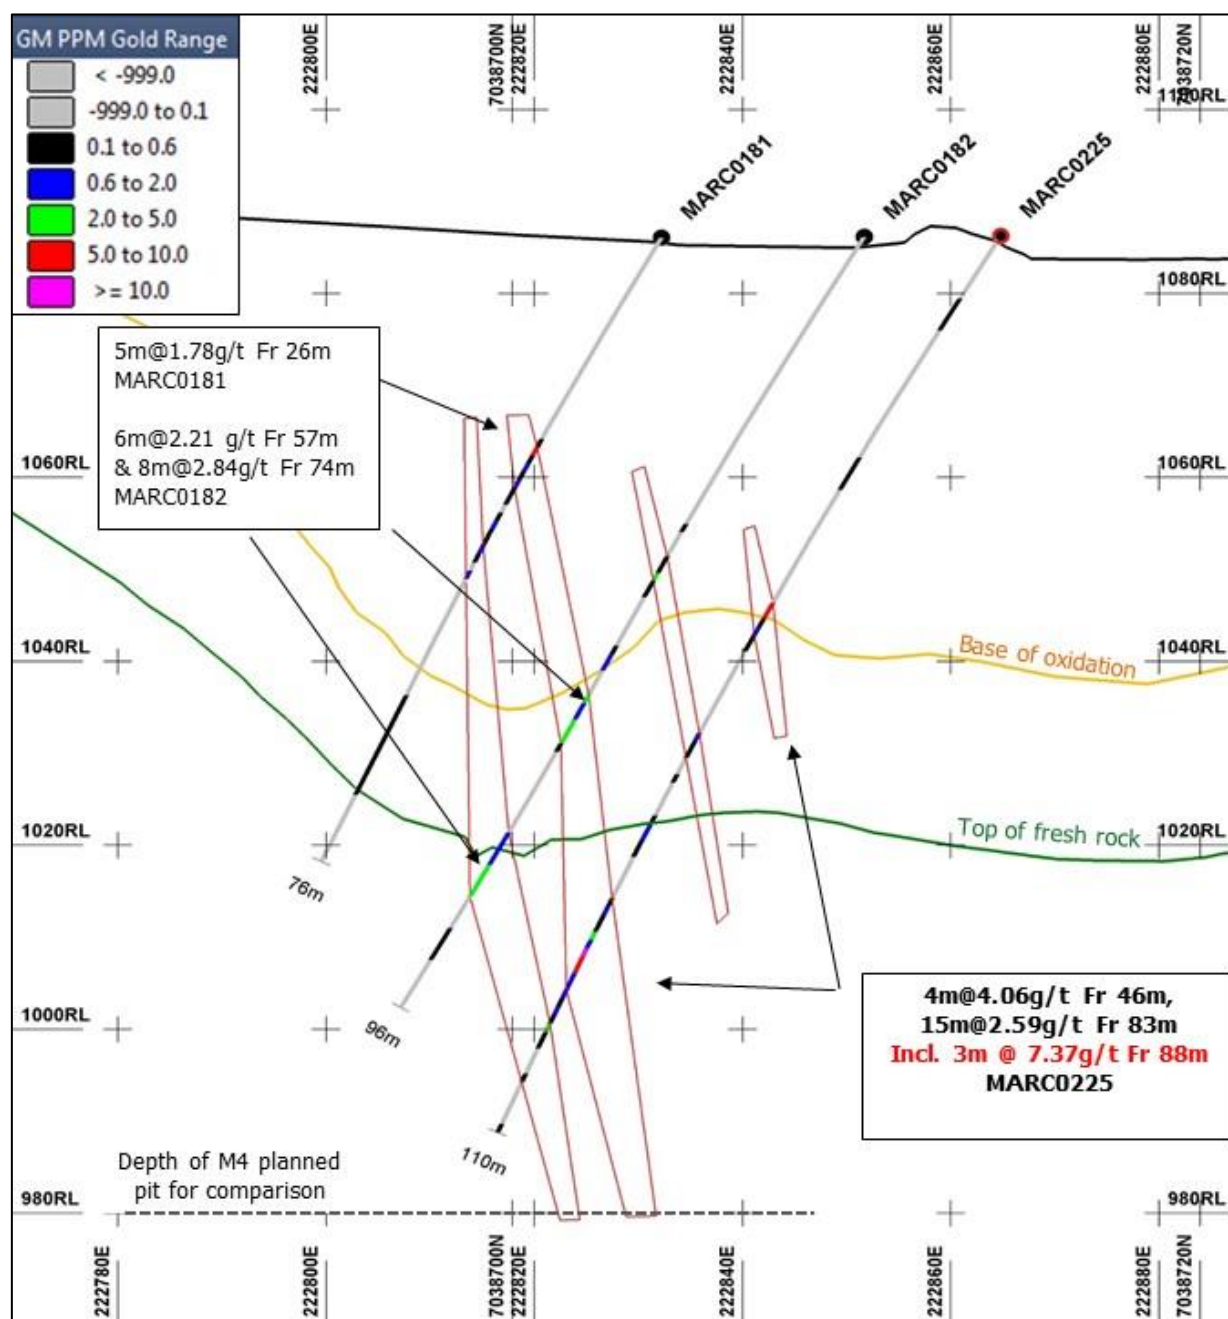 GM PPM Gold Range
< -999.0
-999.0 to 0.1
0.1 to 0.6
0.6 to 2.0
2.0 to 5.0
5.0 to 10.0
>= 10.0
222800E
7038700N
222820E
222840E
222860E
222880E
7038720N
1100RL
MARC0181
MARC0182
MARC0225
1080RL
5m@1.78g/t Fr 26m
MARC0181
6m@2.21 g/t Fr 57m
& 8m@2.84g/t Fr 74m
MARC0182
1060RL
1060RL
1040RL
Base of oxidation
1040RL
1020RL
Top of fresh rock
1020RL
76m
96m
1000RL
4m@4.06g/t Fr 46m,
15m@2.59g/t Fr 83m
Incl. 3m @ 7.37g/t Fr 88m
MARC0225
110m
Depth of M4 planned
pit for comparison
980RL
980RL
222780E
222800E
7038700N
222820E
222840E
222860E
222880E
7038720N